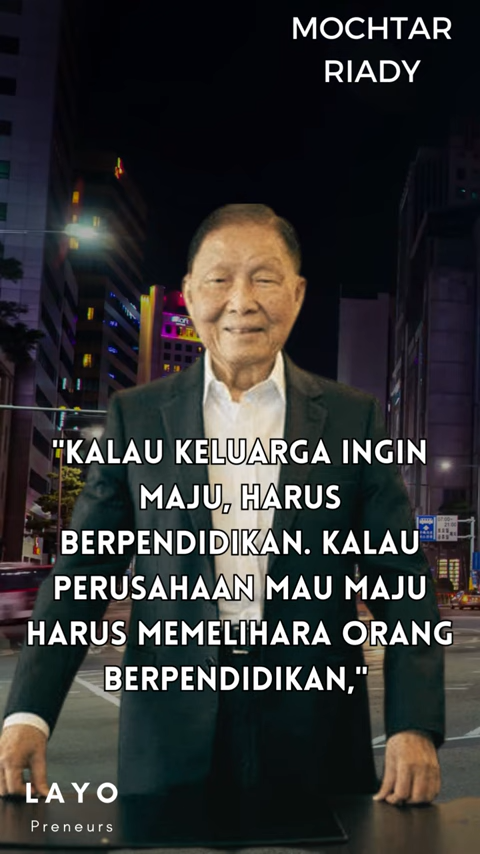 MOCHTAR
RIADY
"KALAU KELUARGA INGIN
MAJU, HARUS
BERPENDIDIKAN. KALAU
PERUSAHAAN MAU MAJU
HARUS MEMELIHARA ORANG
BERPENDIDIKAN,"
LAYO
Preneurs